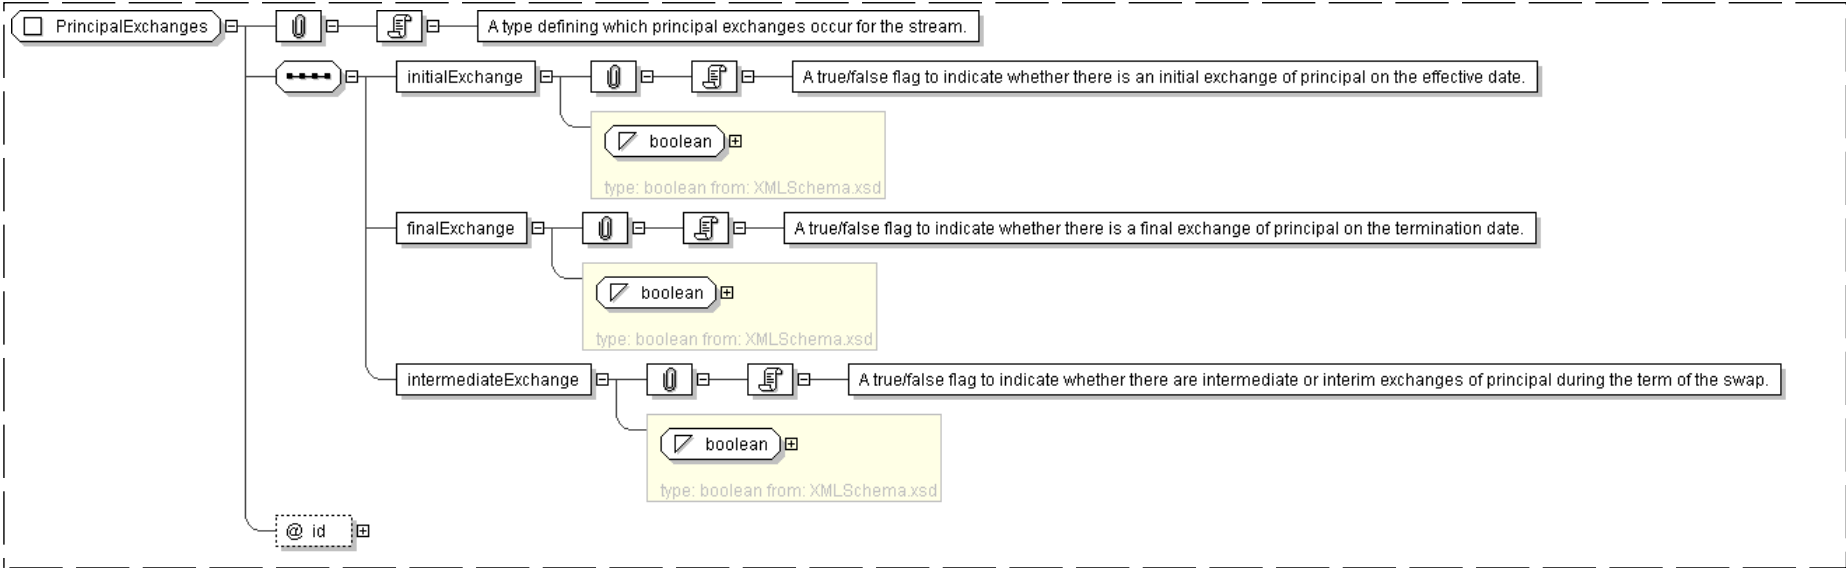 PrincipalExchanges A type defining which principal exchanges occur for the stream.
initialExchange A true/false flag to indicate whether there is an initial exchange of principal on the effective date.
boolean
type: boolean from: XMLSchema.xsd
finalExchange A true/false flag to indicate whether there is a final exchange of principal on the termination date.
boolean
type: boolean from: XMLSchema.xsd
intermediateExchange A true/false flag to indicate whether there are intermediate or interim exchanges of principal during the term of the swap.
boolean
type: boolean from: XMLSchema.xsd
@ id